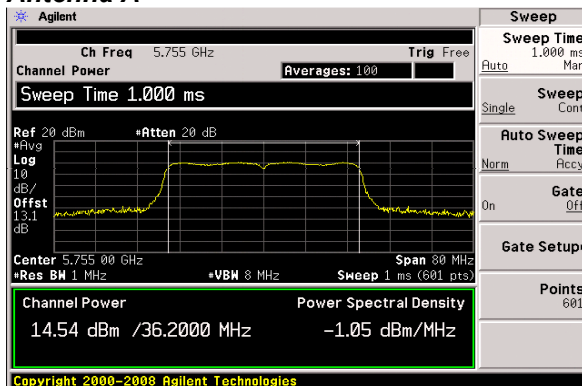 Antenna A
Agilent
Sweep
Ch Freq 5.755 GHz Trig Free
Channel Power Averages: 100
Sweep Time 1.000 ms
Ref 20 dBm #Atten 20 dB
#Avg
Log
10
dB/
Offst
13.1
dB
Center 5.755 00 GHz Span 80 MHz
#Res BW 1 MHz #VBW 8 MHz Sweep 1 ms (601 pts)
Channel Power Power Spectral Density
14.54 dBm /36.2000 MHz -1.05 dBm/MHz
Copyright 2000-2008 Agilent Technologies
Sweep Time
1.000 ms
Auto Man
Sweep
Single Cont
Auto Sweep
Time
Norm Accy
Gate
On Off
Gate Setup
Points
601